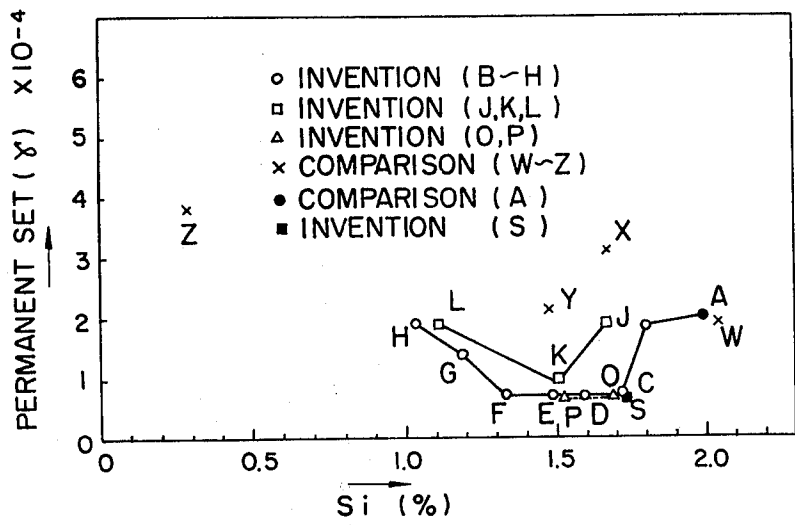 PERMANENT SET (γ) ×10-4
6
5
4
3
2
1
0
○ INVENTION (B~H)
□ INVENTION (J,K,L)
△ INVENTION (O,P)
× COMPARISON (W~Z)
● COMPARISON (A)
■ INVENTION (S)
Z
X
Y
A
W
H
L
J
G
K
F
E
P
D
O
C
S
0
0.5
1.0
1.5
2.0
Si (%)